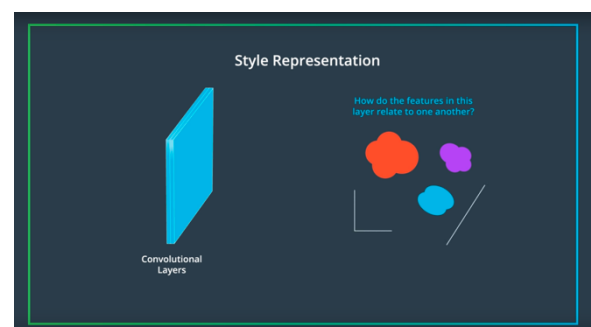 Style Representation
How do the features in this
layer relate to one another?
Convolutional
Layers